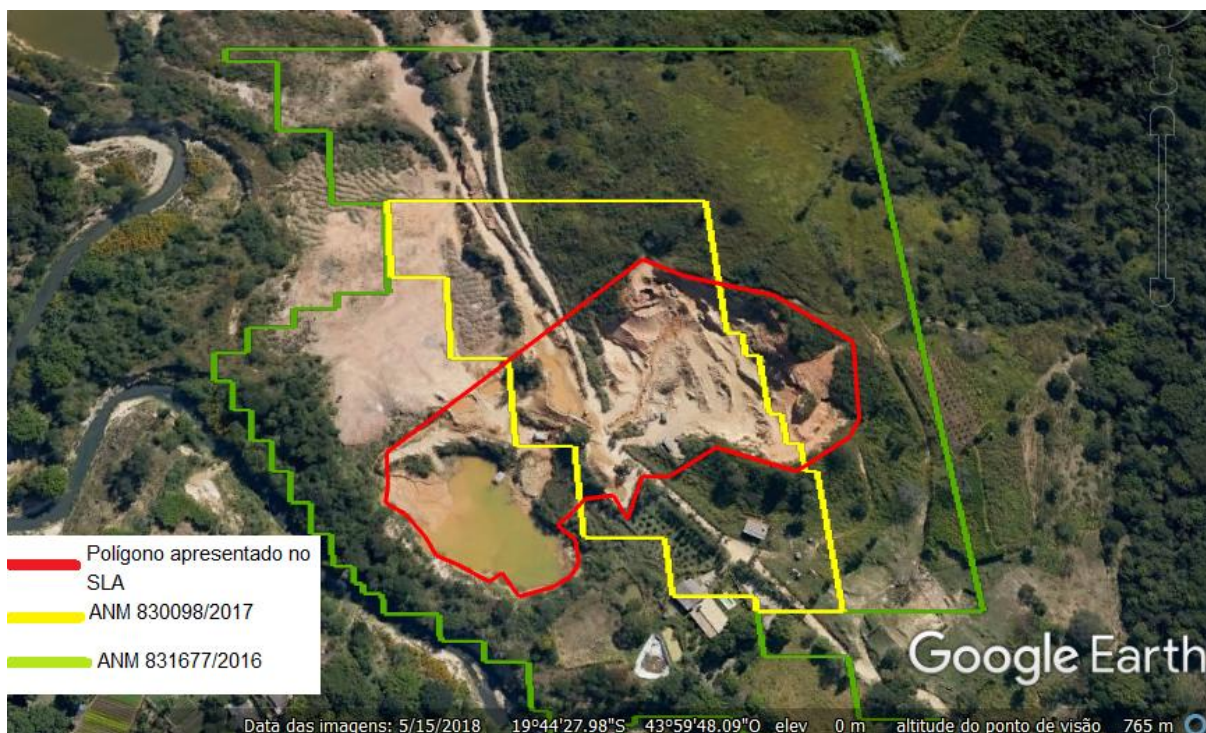 Polígono apresentado no
SLA
ANM 830098/2017
ANM 831677/2016
Google Earth
Data das imagens: 5/15/2018 19°44'27.98"S 43°59'48.09"O elev 0 m altitude do ponto de visão 765 m